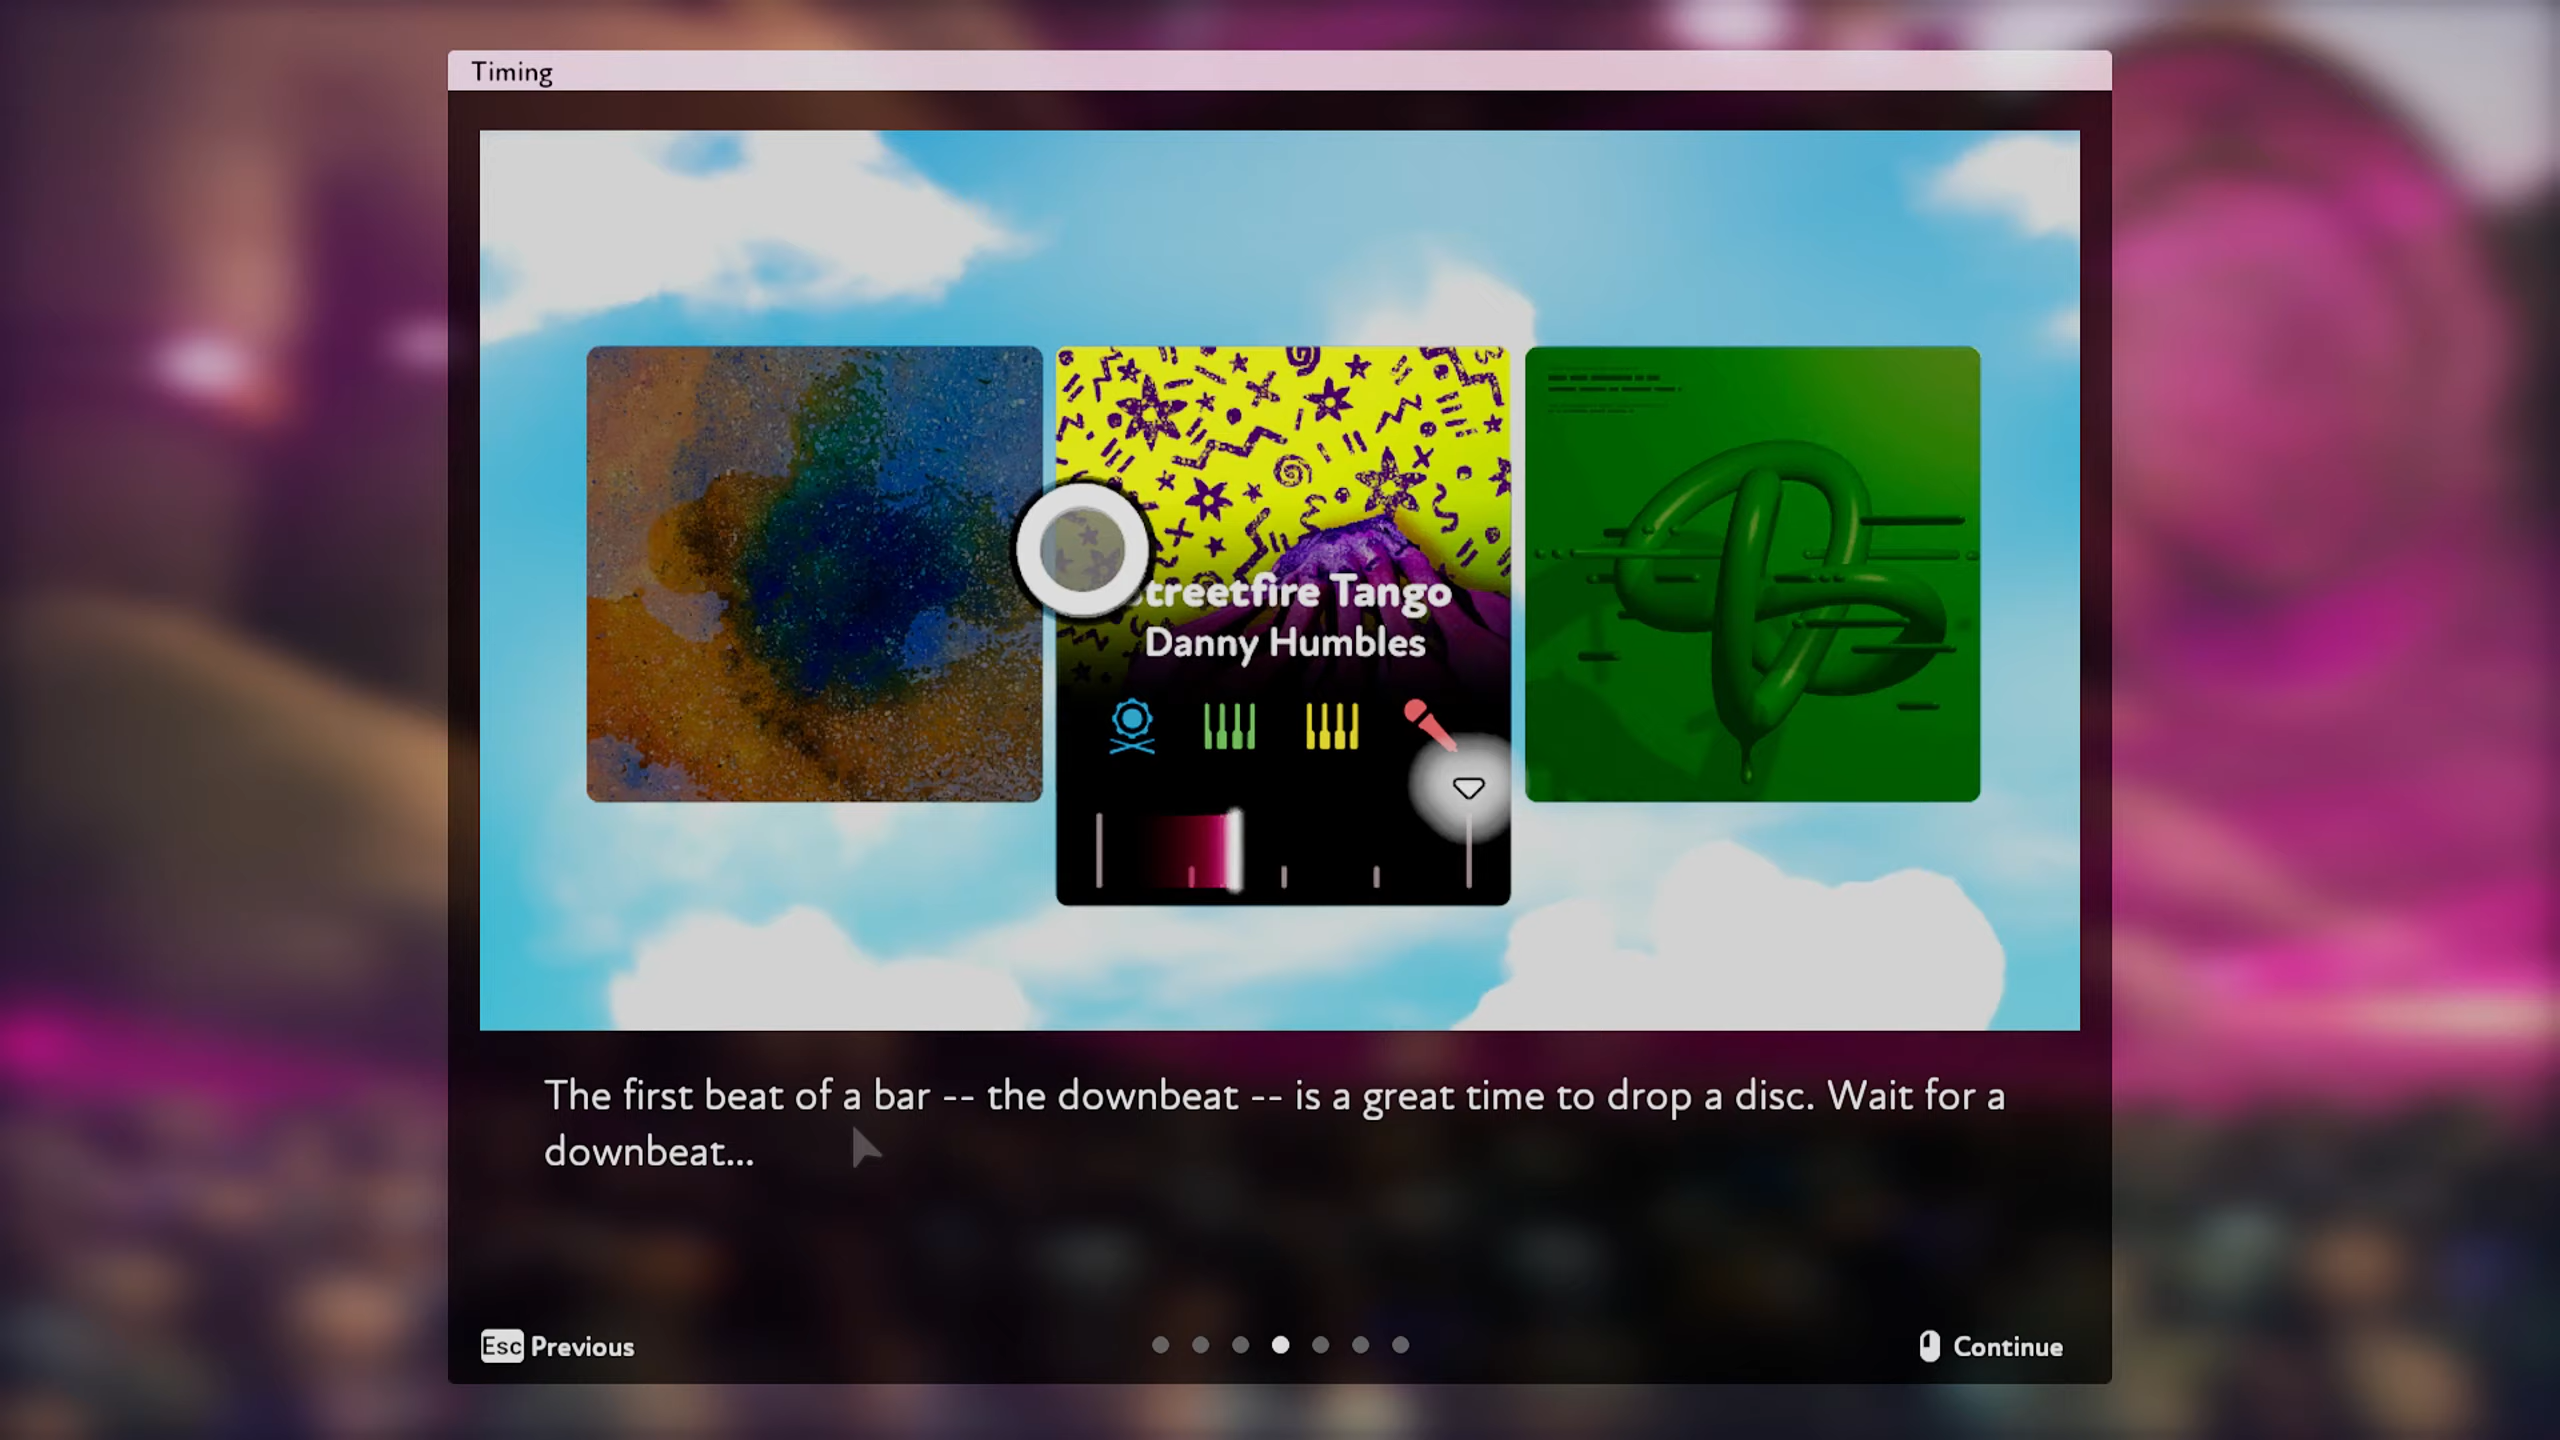 Timing
treetfire Tango
Danny Humbles
The first beat of a bar -- the downbeat -- is a great time to drop a disc. Wait for a
downbeat...
Esc Previous
Continue